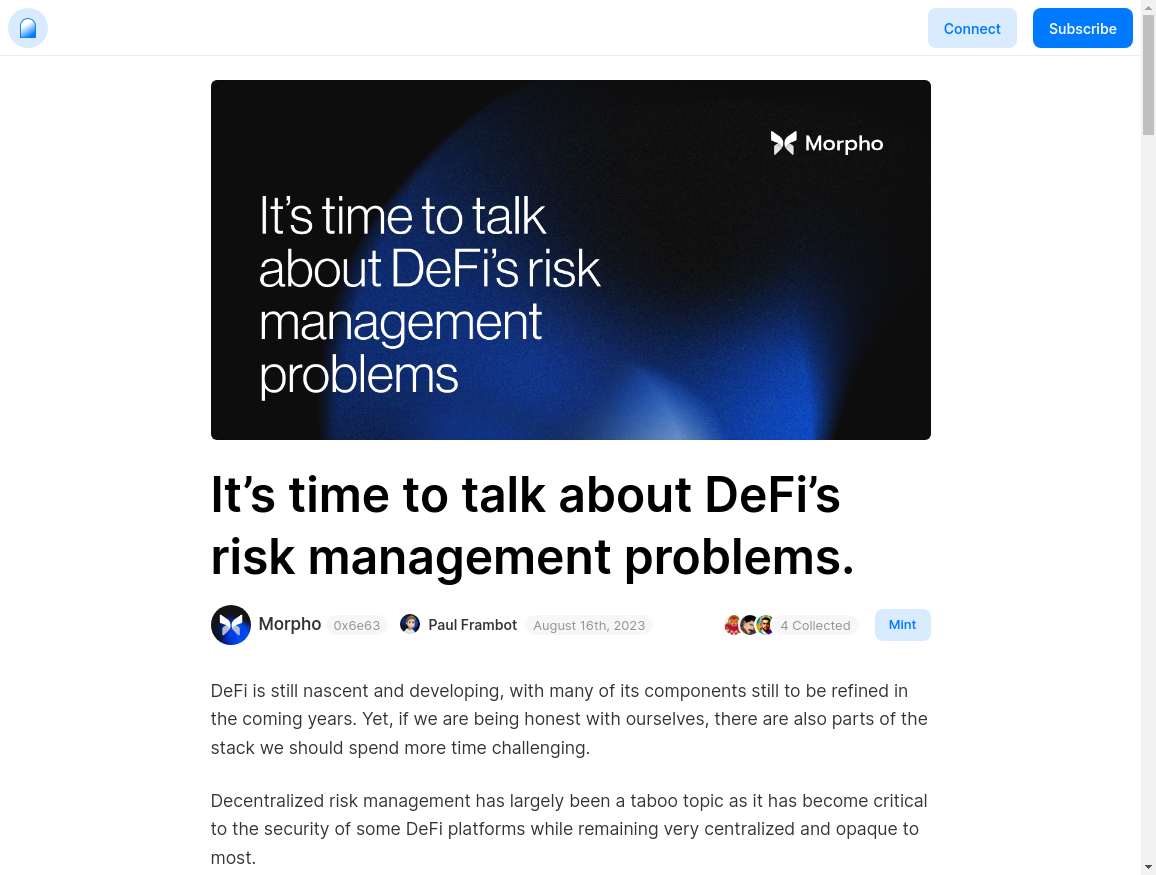 Connect
Subscribe
Morpho
It’s time to talk
about DeFi’s risk
management
problems
It’s time to talk about DeFi’s
risk management problems.
Morpho 0x6e63 Paul Frambot August 16th, 2023 4 Collected Mint
DeFi is still nascent and developing, with many of its components still to be refined in
the coming years. Yet, if we are being honest with ourselves, there are also parts of the
stack we should spend more time challenging.
Decentralized risk management has largely been a taboo topic as it has become critical
to the security of some DeFi platforms while remaining very centralized and opaque to
most.